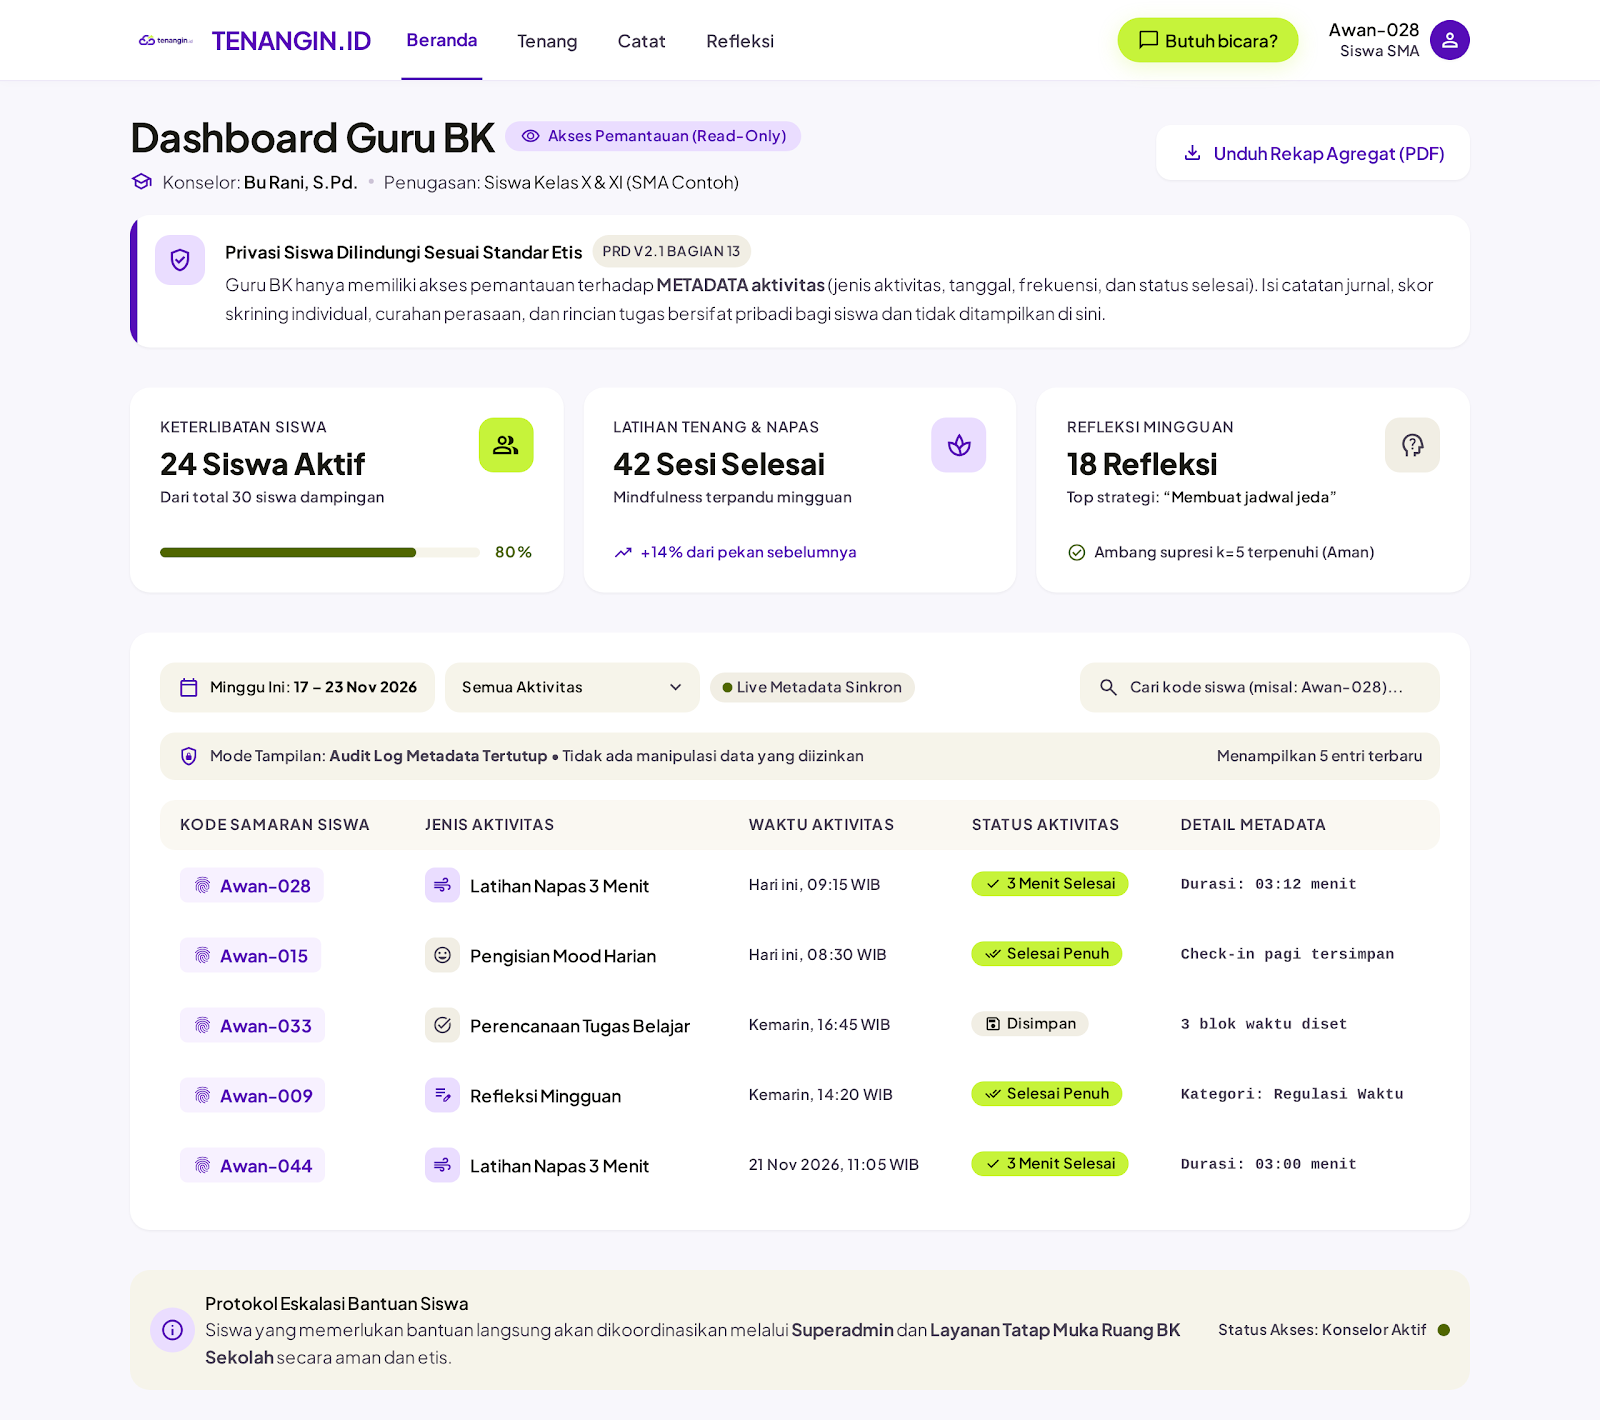 tenangin.id TENANGIN.ID Beranda Tenang Catat Refleksi Butuh bicara? Awan-028
Siswa SMA
Dashboard Guru BK Akses Pemantauan (Read-Only)
Unduh Rekap Agregat (PDF)
Konselor: Bu Rani, S.Pd. • Penugasan: Siswa Kelas X & XI (SMA Contoh)
Privasi Siswa Dilindungi Sesuai Standar Etis PRD V2.1 BAGIAN 13
Guru BK hanya memiliki akses pemantauan terhadap METADATA aktivitas (jenis aktivitas, tanggal, frekuensi, dan status selesai). Isi catatan jurnal, skor
skrining individual, curahan perasaan, dan rincian tugas bersifat pribadi bagi siswa dan tidak ditampilkan di sini.
KETERLIBATAN SISWA
24 Siswa Aktif
Dari total 30 siswa dampingan
80%
LATIHAN TENANG & NAPAS
42 Sesi Selesai
Mindfulness terpandu mingguan
+14% dari pekan sebelumnya
REFLEKSI MINGGUAN
18 Refleksi
Top strategi: “Membuat jadwal jeda”
Ambang supresi k=5 terpenuhi (Aman)
Minggu Ini: 17 – 23 Nov 2026 Semua Aktivitas Live Metadata Sinkron Cari kode siswa (misal: Awan-028)...
Mode Tampilan: Audit Log Metadata Tertutup • Tidak ada manipulasi data yang diizinkan Menampilkan 5 entri terbaru
KODE SAMARAN SISWA JENIS AKTIVITAS WAKTU AKTIVITAS STATUS AKTIVITAS DETAIL METADATA
Awan-028 Latihan Napas 3 Menit Hari ini, 09:15 WIB 3 Menit Selesai Durasi: 03:12 menit
Awan-015 Pengisian Mood Harian Hari ini, 08:30 WIB Selesai Penuh Check-in pagi tersimpan
Awan-033 Perencanaan Tugas Belajar Kemarin, 16:45 WIB Disimpan 3 blok waktu diset
Awan-009 Refleksi Mingguan Kemarin, 14:20 WIB Selesai Penuh Kategori: Regulasi Waktu
Awan-044 Latihan Napas 3 Menit 21 Nov 2026, 11:05 WIB 3 Menit Selesai Durasi: 03:00 menit
Protokol Eskalasi Bantuan Siswa
Siswa yang memerlukan bantuan langsung akan dikoordinasikan melalui Superadmin dan Layanan Tatap Muka Ruang BK
Sekolah secara aman dan etis.
Status Akses: Konselor Aktif